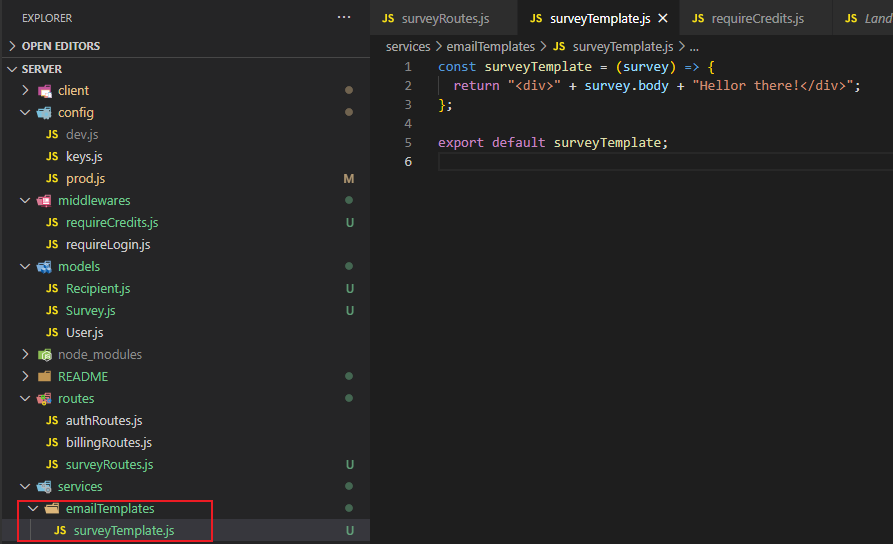 EXPLORER
···
OPEN EDITORS
SERVER
client
config
JS dev.js
JS keys.js
JS prod.js M
middlewares
JS requireCredits.js U
JS requireLogin.js
models
JS Recipient.js U
JS Survey.js U
JS User.js
node_modules
README
routes
JS authRoutes.js
JS billingRoutes.js
JS surveyRoutes.js U
services
emailTemplates
JS surveyTemplate.js U
JS surveyRoutes.js JS surveyTemplate.js JS requireCredits.js JS Land
services > emailTemplates > JS surveyTemplate.js > ...
1 const surveyTemplate = (survey) => {
2 return "<div>" + survey.body + "Hellor there!</div>";
3 };
4
5 export default surveyTemplate;
6